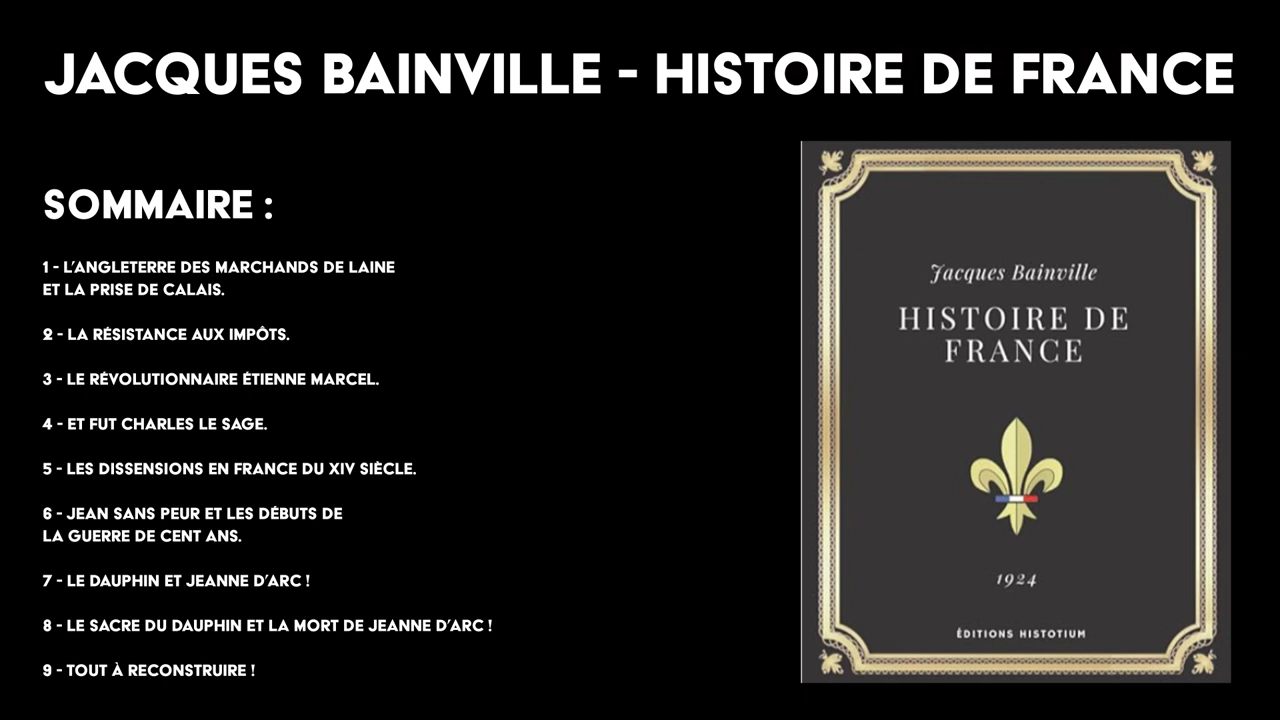 JACQUES BAINVILLE - HISTOIRE DE FRANCE
SOMMAIRE :
1 - L'ANGLETERRE DES MARCHANDS DE LAINE
ET LA PRISE DE CALAIS.
2 - LA RÉSISTANCE AUX IMPÔTS.
3 - LE RÉVOLUTIONNAIRE ÉTIENNE MARCEL.
4 - ET FUT CHARLES LE SAGE.
5 - LES DISSENSIONS EN FRANCE DU XIV SIÈCLE.
6 - JEAN SANS PEUR ET LES DÉBUTS DE
LA GUERRE DE CENT ANS.
7 - LE DAUPHIN ET JEANNE D'ARC !
8 - LE SACRE DU DAUPHIN ET LA MORT DE JEANNE D'ARC !
9 - TOUT À RECONSTRUIRE !
Jacques Bainville
HISTOIRE DE
FRANCE
1924
ÉDITIONS HISTOTIUM